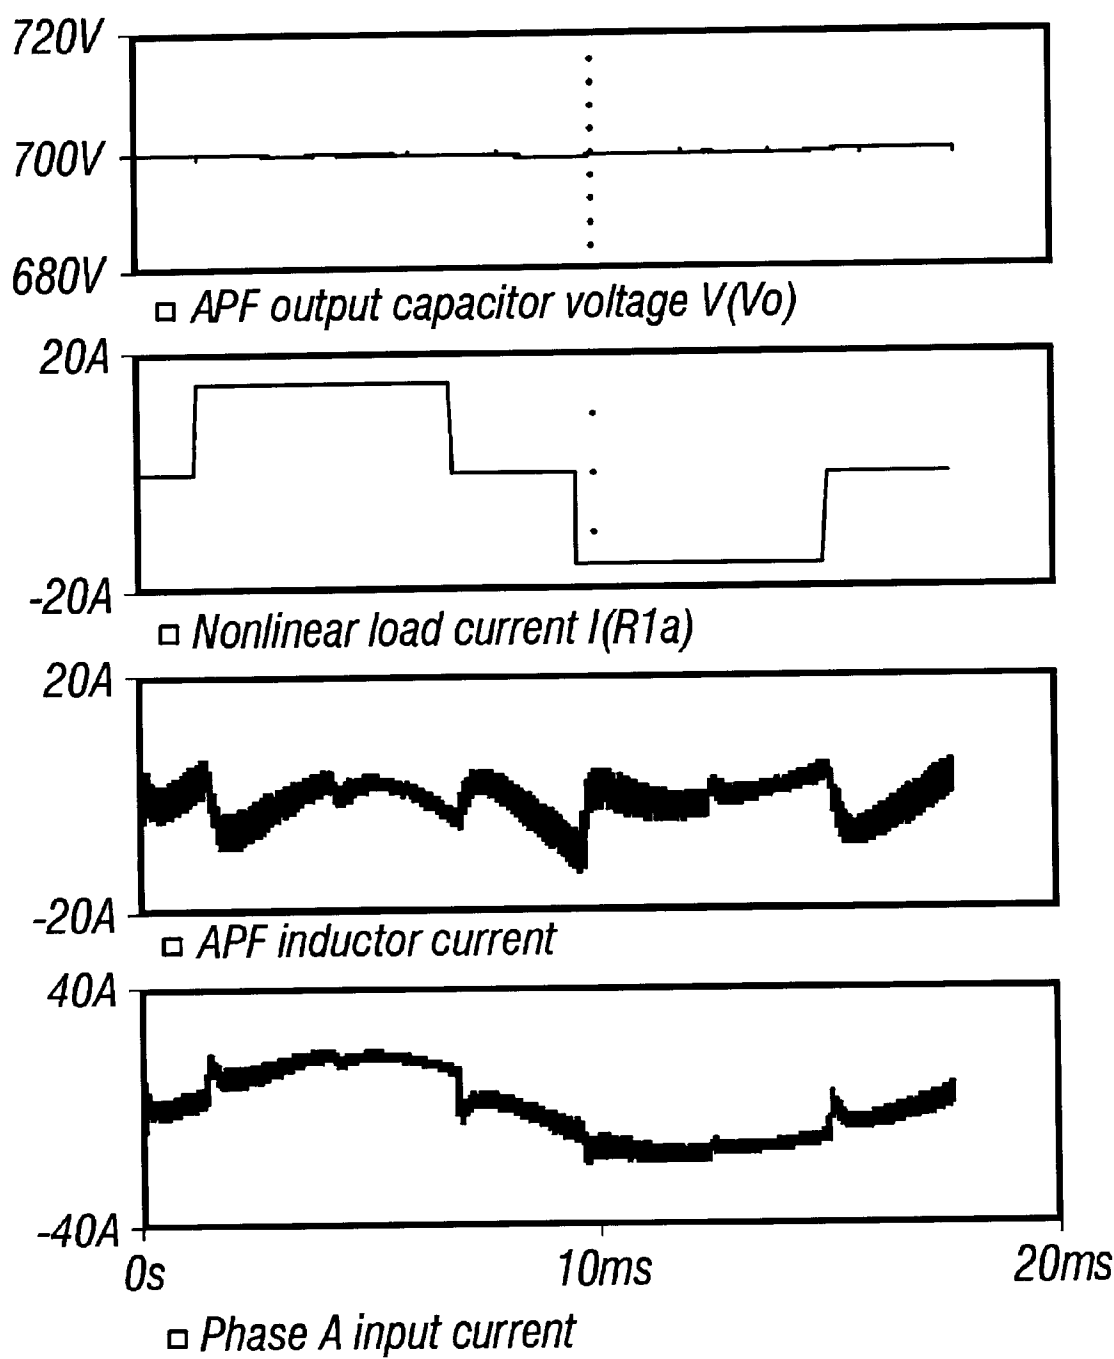 720V
700V
680V
APF output capacitor voltage V(Vo)
20A
-20A
Nonlinear load current I(R1a)
20A
-20A
APF inductor current
40A
-40A
0s 10ms 20ms
Phase A input current